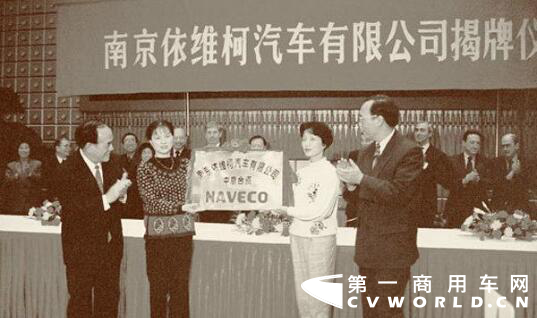 南京依维柯汽车有限公司揭牌仪
南京依维柯汽车有限公司
中意合资
NAVECO
第一商用车网
CVWORLD.CN